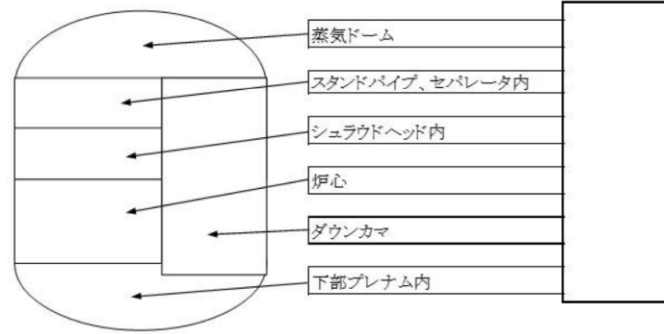 蒸気ドーム
スタンドパイプ、セパレータ内
シュラウドヘッド内
炉心
ダウンカマ
下部プレナム内